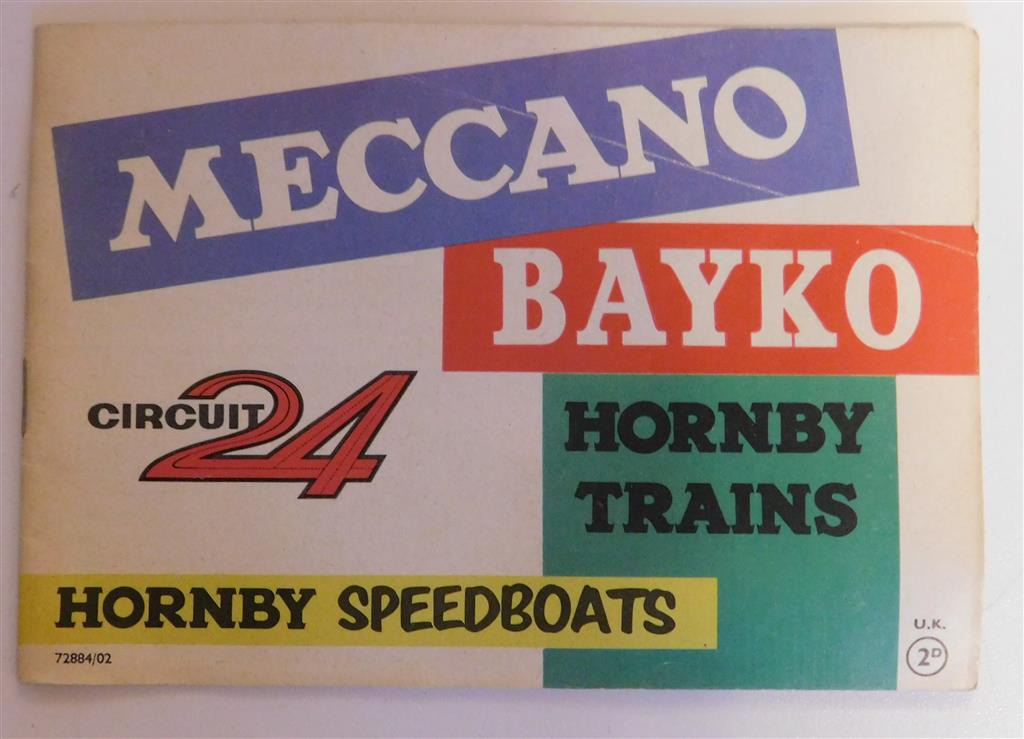 MECCANO
BAYKO
CIRCUIT 24
HORNBY
TRAINS
HORNBY SPEEDBOATS
72884/02
U.K.
2D